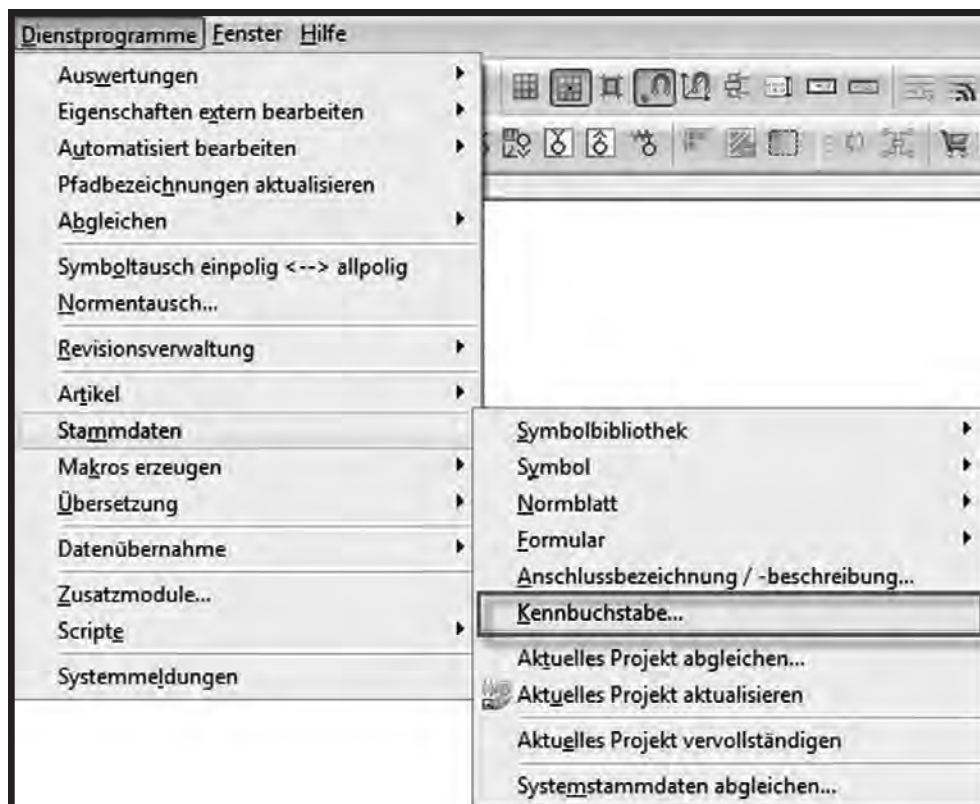 Dienstprogramme Fenster Hilfe
Auswertungen
Eigenschaften extern bearbeiten
Automatisiert bearbeiten
Pfadbezeichnungen aktualisieren
Abgleichen
Symboltausch einpolig <--> allpolig
Normentausch...
Revisionsverwaltung
Artikel
Stammdaten
Makros erzeugen
Übersetzung
Datenübernahme
Zusatzmodule...
Scripte
Systemmeldungen
Symbolbibliothek
Symbol
Normblatt
Formular
Anschlussbezeichnung / -beschreibung...
Kennbuchstabe...
Aktuelles Projekt abgleichen...
Aktuelles Projekt aktualisieren
Aktuelles Projekt vervollständigen
Systemstammdaten abgleichen...